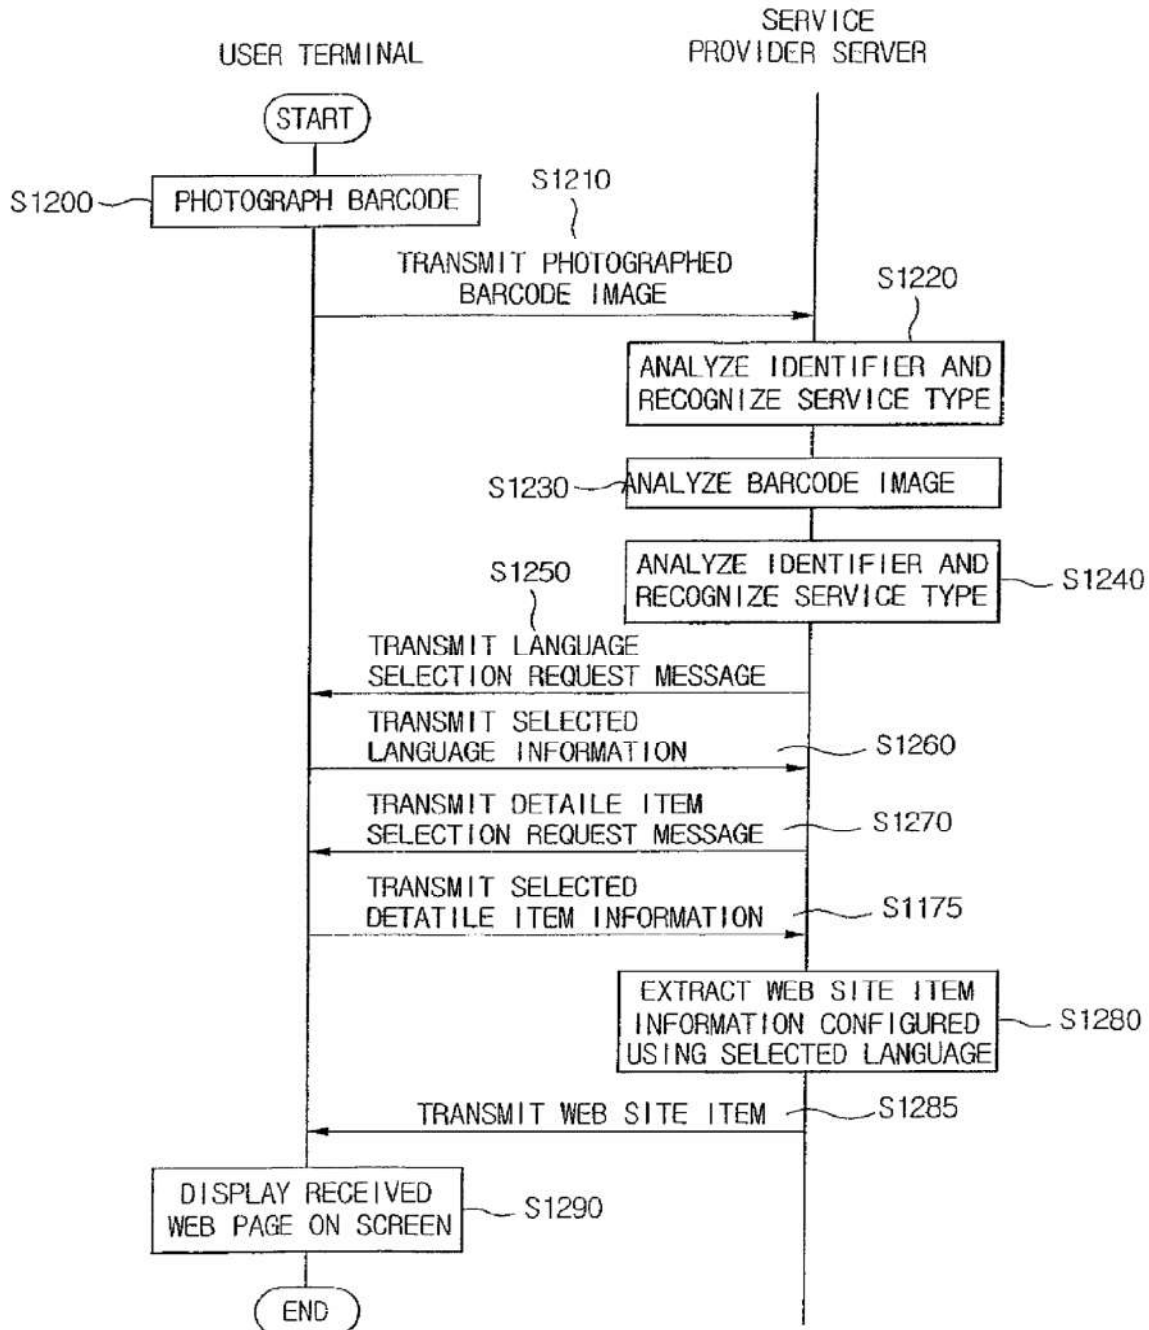 USER TERMINAL
SERVICE
PROVIDER SERVER
START
S1200
PHOTOGRAPH BARCODE
S1210
TRANSMIT PHOTOGRAPHED
BARCODE IMAGE
S1220
ANALYZE IDENTIFIER AND
RECOGNIZE SERVICE TYPE
S1230
ANALYZE BARCODE IMAGE
S1250
ANALYZE IDENTIFIER AND
RECOGNIZE SERVICE TYPE
S1240
TRANSMIT LANGUAGE
SELECTION REQUEST MESSAGE
TRANSMIT SELECTED
LANGUAGE INFORMATION
S1260
TRANSMIT DETAILE ITEM
SELECTION REQUEST MESSAGE
S1270
TRANSMIT SELECTED
DETATILE ITEM INFORMATION
S1175
EXTRACT WEB SITE ITEM
INFORMATION CONFIGURED
USING SELECTED LANGUAGE
S1280
TRANSMIT WEB SITE ITEM
S1285
DISPLAY RECEIVED
WEB PAGE ON SCREEN
S1290
END